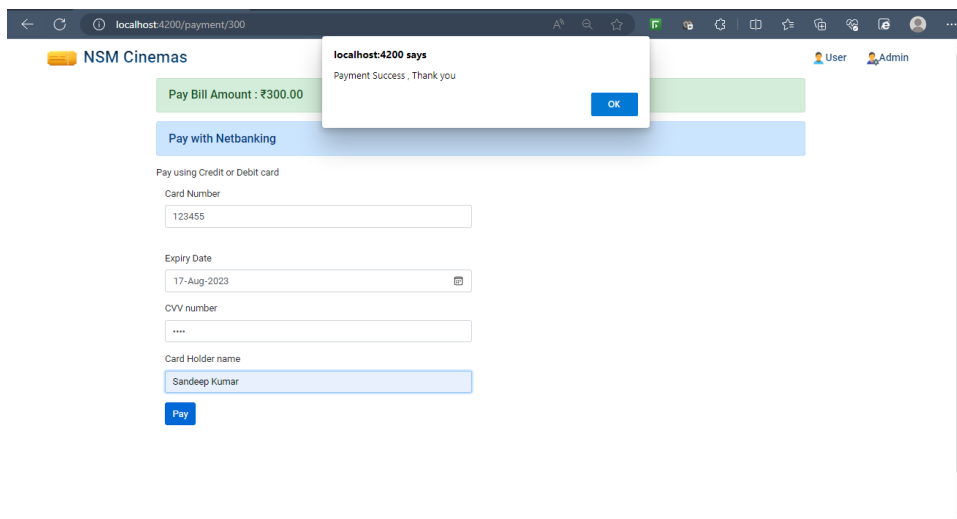 localhost:4200/payment/300
NSM Cinemas
localhost:4200 says
Payment Success , Thank you
OK
User
Admin
Pay Bill Amount : ₹300.00
Pay with Netbanking
Pay using Credit or Debit card
Card Number
123455
Expiry Date
17-Aug-2023
CVV number
••••
Card Holder name
Sandeep Kumar
Pay